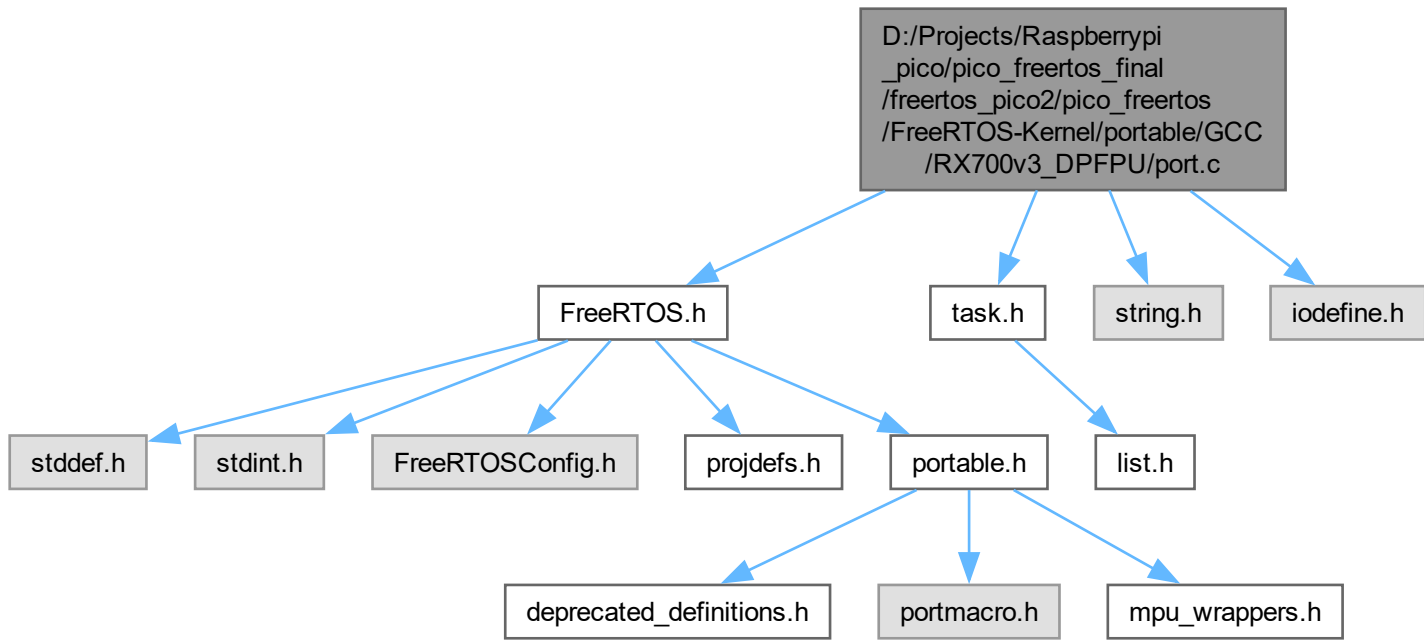 D:/Projects/Raspberrypi
_pico/pico_freertos_final
/freertos_pico2/pico_freertos
/FreeRTOS-Kernel/portable/GCC
/RX700v3_DPFPU/port.c
FreeRTOS.h
task.h
string.h
iodefine.h
stddef.h
stdint.h
FreeRTOSConfig.h
projdefs.h
portable.h
list.h
deprecated_definitions.h
portmacro.h
mpu_wrappers.h